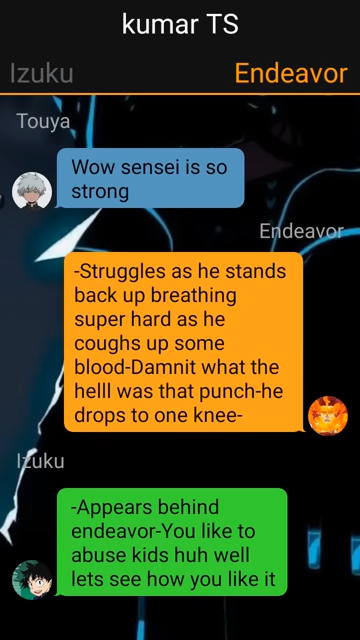 kumar TS
Izuku Endeavor
Touya
Wow sensei is so
strong
Endeavor
-Struggles as he stands
back up breathing
super hard as he
coughs up some
blood-Damnit what the
helll was that punch-he
drops to one knee-
Izuku
-Appears behind
endeavor-You like to
abuse kids huh well
lets see how you like it